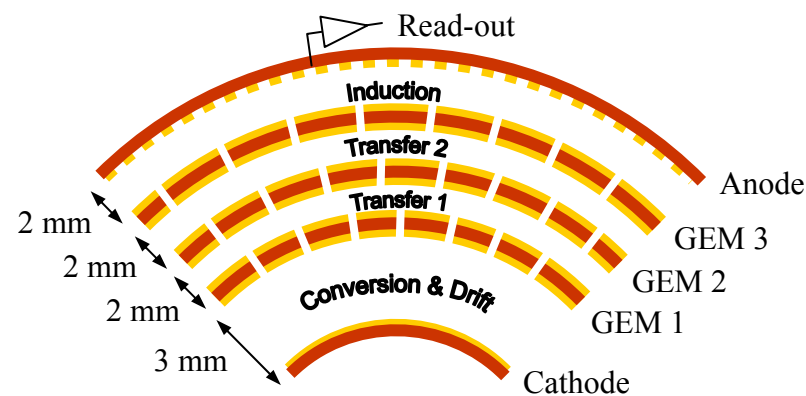 Read-out
Induction
Transfer 2
Transfer 1
Conversion & Drift
Anode
GEM 3
GEM 2
GEM 1
Cathode
2 mm
2 mm
2 mm
3 mm